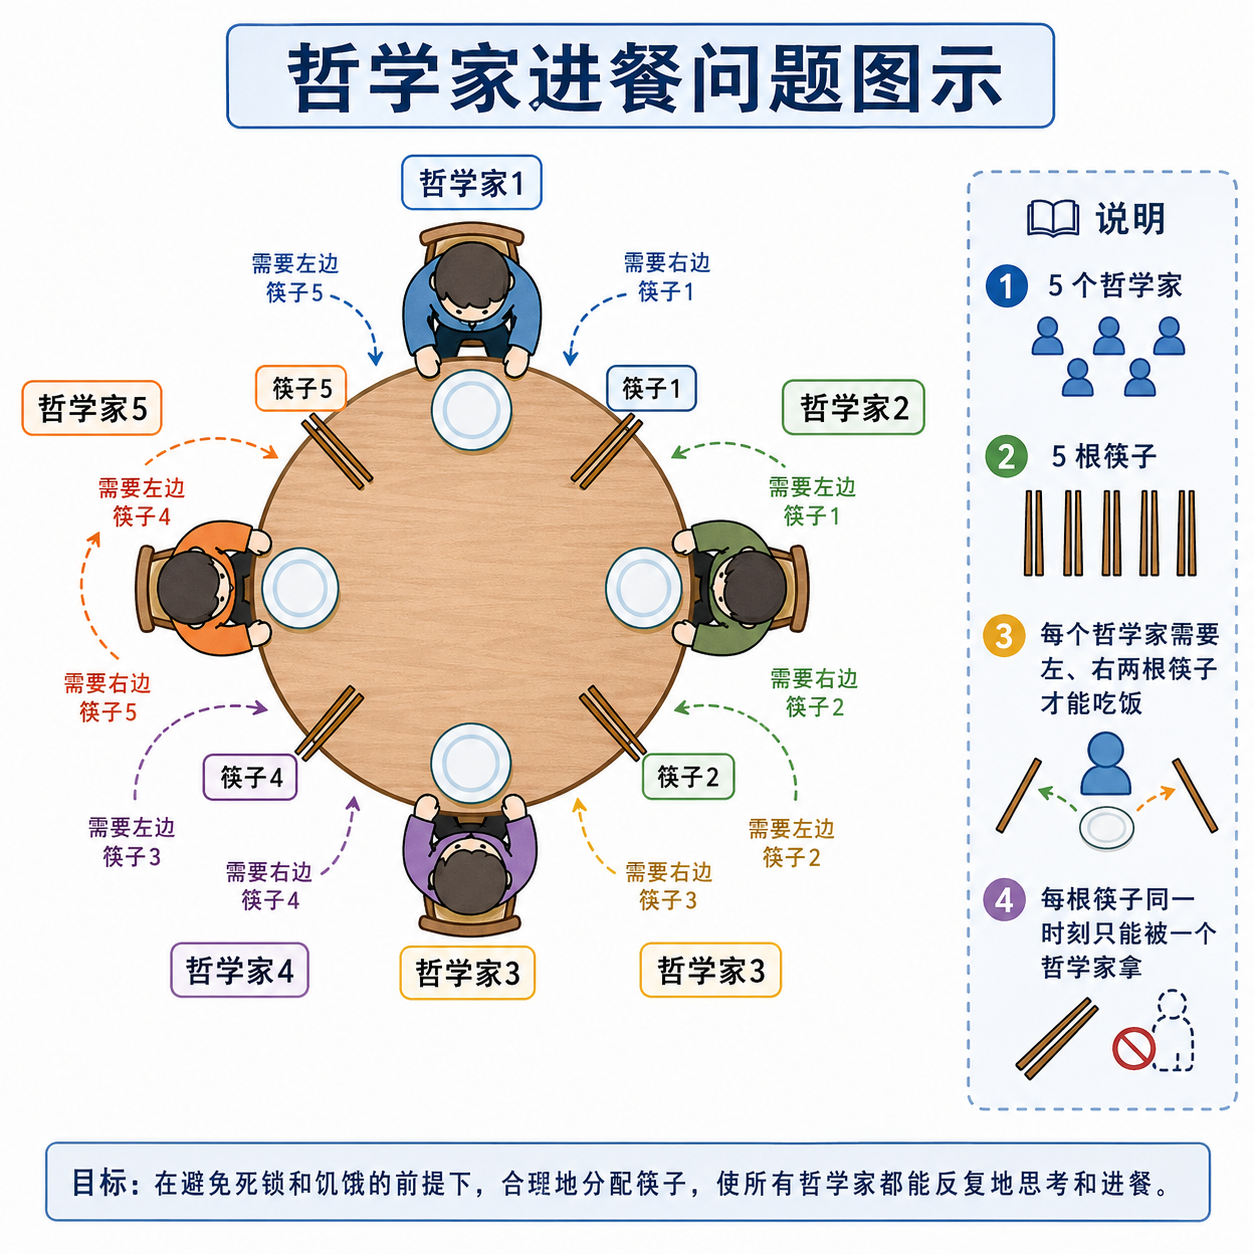 哲学家进餐问题图示
哲学家1
需要左边
筷子5
需要右边
筷子1
筷子5
筷子1
哲学家5
哲学家2
需要左边
筷子4
需要左边
筷子1
需要右边
筷子5
需要右边
筷子2
筷子4
筷子2
需要左边
筷子3
需要右边
筷子4
需要右边
筷子3
需要左边
筷子2
哲学家4
哲学家3
哲学家3
说明
1 5 个哲学家
2 5 根筷子
3 每个哲学家需要
左、右两根筷子
才能吃饭
4 每根筷子同一
时刻只能被一个
哲学家拿
目标：在避免死锁和饥饿的前提下，合理地分配筷子，使所有哲学家都能反复地思考和进餐。